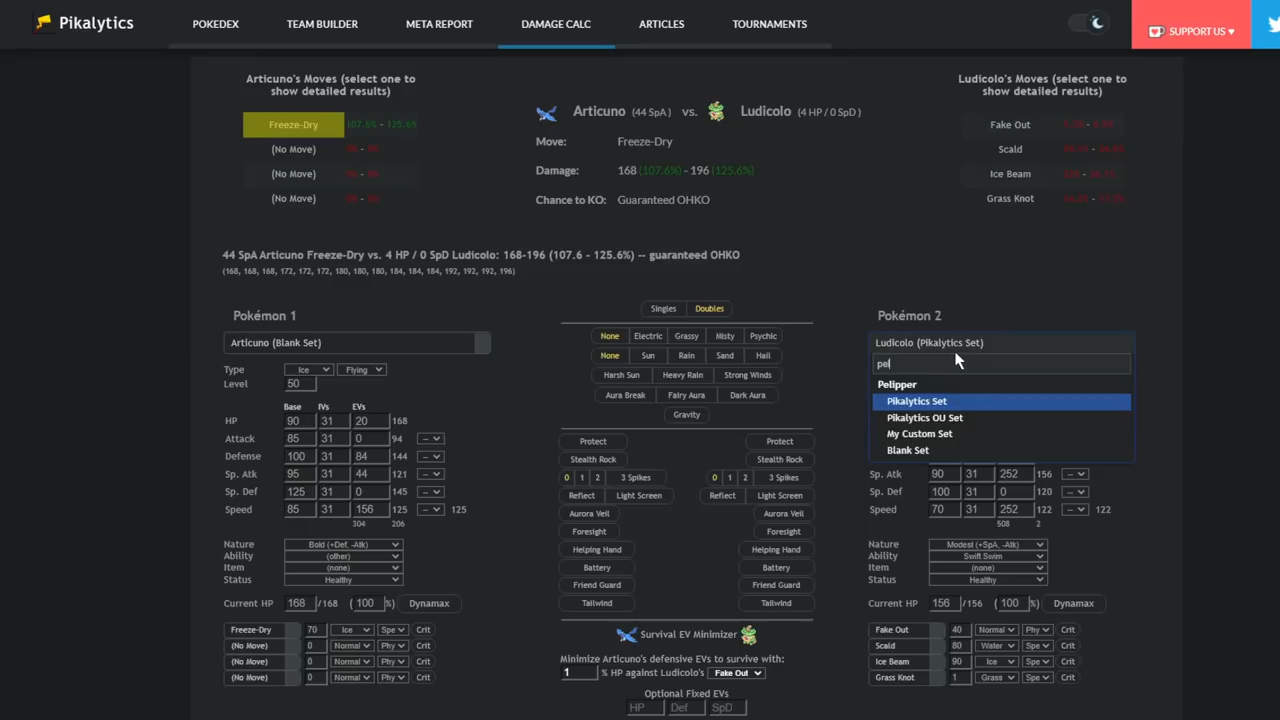 Pikalytics POKEDEX TEAM BUILDER META REPORT DAMAGE CALC ARTICLES TOURNAMENTS SUPPORT US ♥
Articuno's Moves (select one to
show detailed results)
Freeze-Dry 107.6% - 125.6%
(No Move)
(No Move)
(No Move)
Articuno (44 SpA ) vs. Ludicolo (4 HP / 0 SpD )
Move: Freeze-Dry
Damage: 168 (107.6%) - 196 (125.6%)
Chance to KO: Guaranteed OHKO
Ludicolo's Moves (select one to
show detailed results)
Fake Out
Scald
Ice Beam
Grass Knot
44 SpA Articuno Freeze-Dry vs. 4 HP / 0 SpD Ludicolo: 168-196 (107.6 - 125.6%) -- guaranteed OHKO
(168, 168, 168, 172, 172, 172, 180, 180, 180, 184, 184, 184, 192, 192, 192, 196)
Pokémon 1
Articuno (Blank Set)
Type Ice Flying
Level 50
Base IVs EVs
HP 90 31 20 168
Attack 85 31 0 94 --
Defense 100 31 84 144 --
Sp. Atk 95 31 44 121 --
Sp. Def 125 31 0 145 --
Speed 85 31 156 125 -- 125
304 206
Nature Bold (+Def, -Atk)
Ability (other)
Item (none)
Status Healthy
Current HP 168 /168 ( 100 %) Dynamax
Freeze-Dry 70 Ice Spe Crit
(No Move) 0 Normal Phy Crit
(No Move) 0 Normal Phy Crit
(No Move) 0 Normal Phy Crit
Singles Doubles
None Electric Grassy Misty Psychic
None Sun Rain Sand Hail
Harsh Sun Heavy Rain Strong Winds
Aura Break Fairy Aura Dark Aura
Gravity
Protect Protect
Stealth Rock Stealth Rock
0 1 2 3 Spikes 0 1 2 3 Spikes
Reflect Light Screen Reflect Light Screen
Aurora Veil Aurora Veil
Foresight Foresight
Helping Hand Helping Hand
Battery Battery
Friend Guard Friend Guard
Tailwind Tailwind
Survival EV Minimizer
Minimize Articuno's defensive EVs to survive with:
1 % HP against Ludicolo's Fake Out
Optional Fixed EVs
HP Def SpD
Pokémon 2
Ludicolo (Pikalytics Set)
pel
Pelipper
Pikalytics Set
Pikalytics OU Set
My Custom Set
Blank Set
Sp. Atk 90 31 252 156 --
Sp. Def 100 31 0 120 --
Speed 70 31 252 122 -- 122
508 2
Nature Modest (+SpA, -Atk)
Ability Swift Swim
Item (none)
Status Healthy
Current HP 156 /156 ( 100 %) Dynamax
Fake Out 40 Normal Phy Crit
Scald 80 Water Spe Crit
Ice Beam 90 Ice Spe Crit
Grass Knot 1 Grass Spe Crit